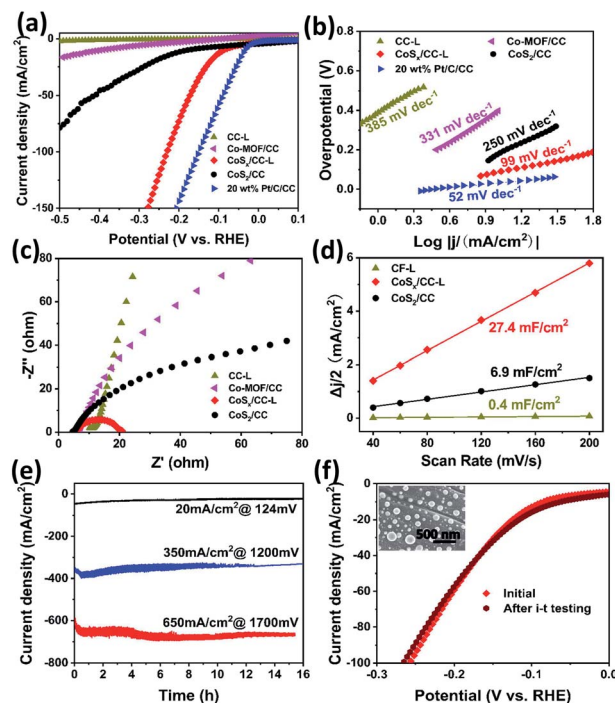 (a)
0
-50
-100
-150
-0.5 -0.4 -0.3 -0.2 -0.1 0.0 0.1
Current density (mA/cm²)
Potential (V vs. RHE)
CC-L
Co-MOF/CC
CoSₓ/CC-L
CoS₂/CC
20 wt% Pt/C/CC
(b)
CC-L
CoSₓ/CC-L
20 wt% Pt/C/CC
Co-MOF/CC
CoS₂/CC
0.8
0.6
0.4
0.2
0.0
0.0 0.3 0.6 0.9 1.2 1.5 1.8
Overpotential (V)
Log |j/(mA/cm²)|
385 mV dec⁻¹
331 mV dec⁻¹
250 mV dec⁻¹
99 mV dec⁻¹
52 mV dec⁻¹
(c)
80
60
40
20
0
0 20 40 60 80
-Z" (ohm)
Z' (ohm)
CC-L
Co-MOF/CC
CoSₓ/CC-L
CoS₂/CC
(d)
CF-L
CoSₓ/CC-L
CoS₂/CC
6
4
2
0
40 80 120 160 200
Δj/2 (mA/cm²)
Scan Rate (mV/s)
27.4 mF/cm²
6.9 mF/cm²
0.4 mF/cm²
(e)
0
-200
-400
-600
-800
0 2 4 6 8 10 12 14 16
Current density (mA/cm²)
Time (h)
20mA/cm²@ 124mV
350mA/cm²@ 1200mV
650mA/cm²@ 1700mV
(f)
0
-20
-40
-60
-80
-100
-0.3 -0.2 -0.1 0.0
Current density (mA/cm²)
Potential (V vs. RHE)
500 nm
Initial
After i-t testing